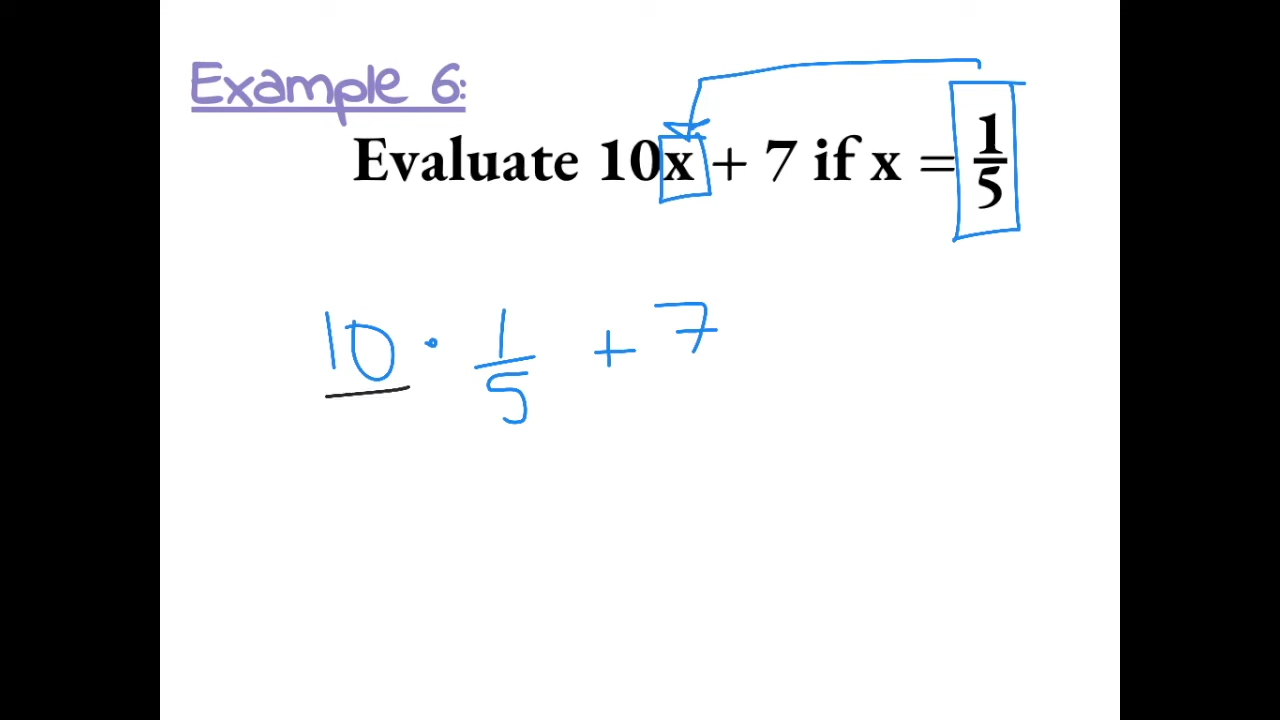 Example 6:
Evaluate 10x + 7 if x = 1/5
10 · 1/5 + 7